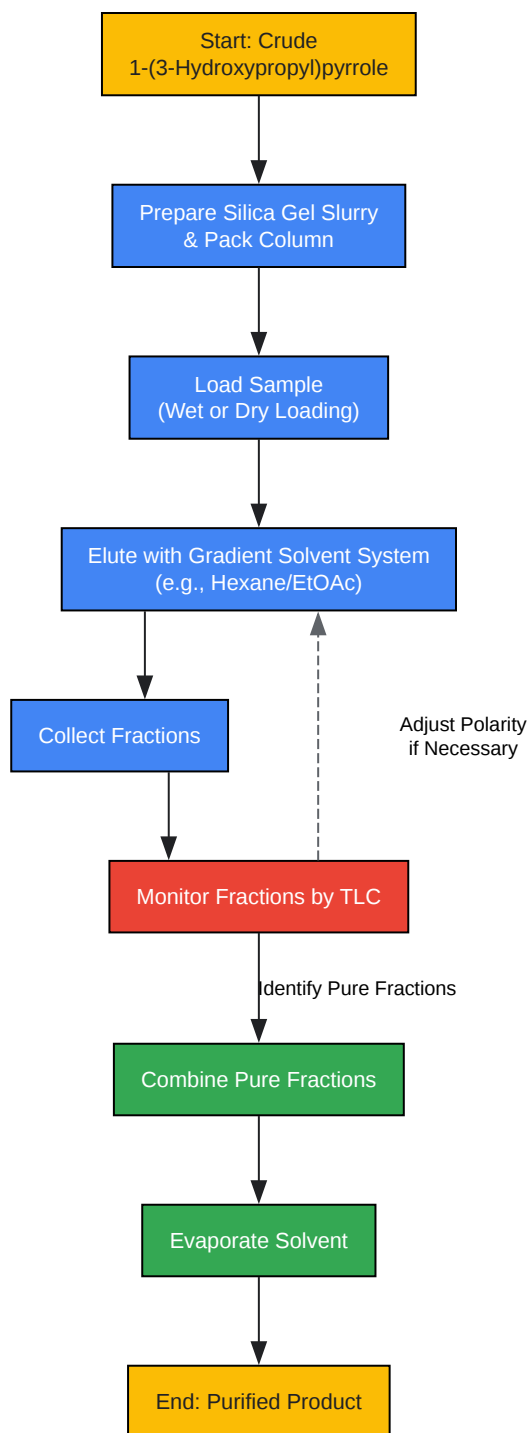 Start: Crude
1-(3-Hydroxypropyl)pyrrole
Prepare Silica Gel Slurry
& Pack Column
Load Sample
(Wet or Dry Loading)
Elute with Gradient Solvent System
(e.g., Hexane/EtOAc)
Collect Fractions
Adjust Polarity
if Necessary
Monitor Fractions by TLC
Identify Pure Fractions
Combine Pure Fractions
Evaporate Solvent
End: Purified Product